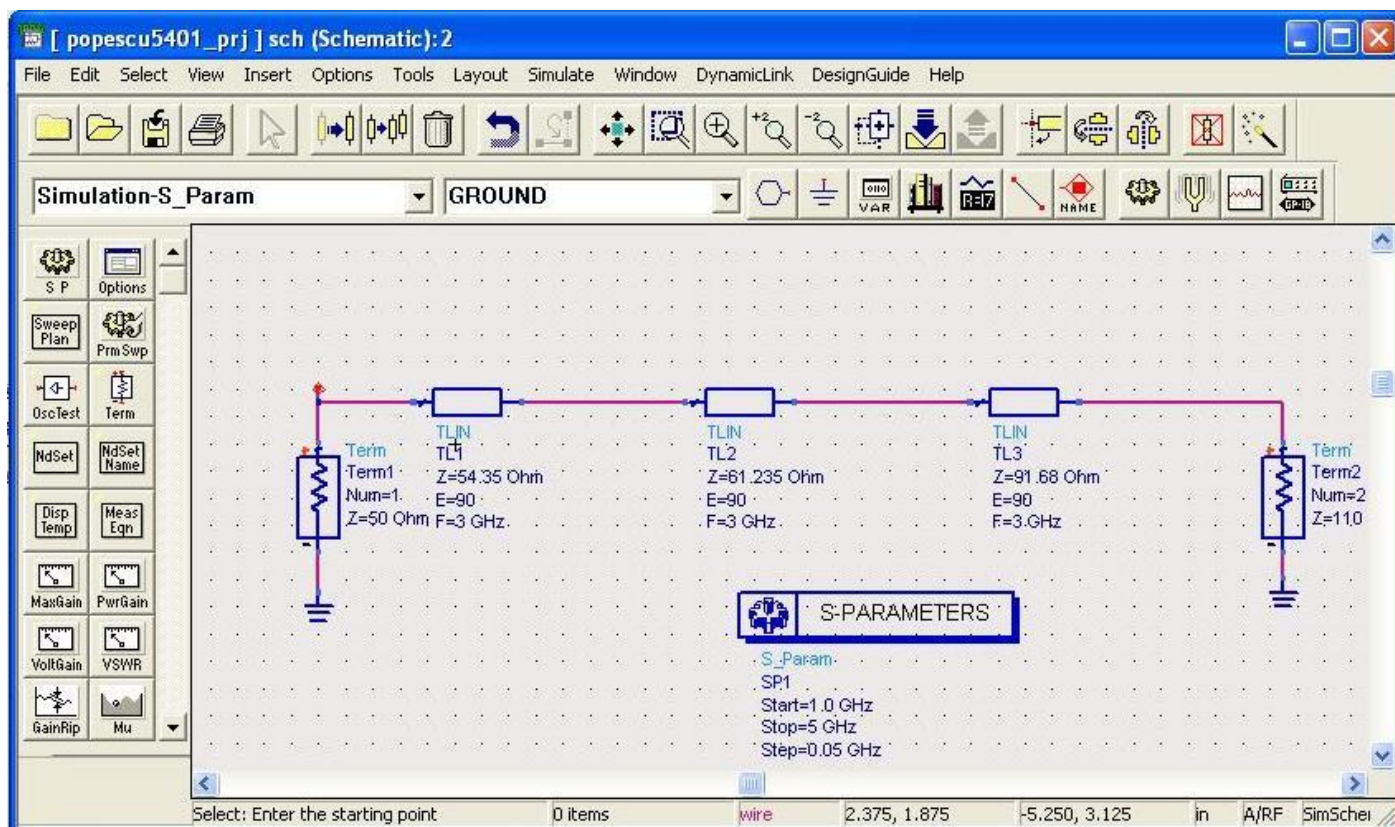 [ popescu5401_prj ] sch (Schematic):2
File Edit Select View Insert Options Tools Layout Simulate Window DynamicLink DesignGuide Help
+2 -2
Simulation-S_Param GROUND VAR NAME GP-IB
S P Options
Sweep Plan PrmSwp
OscTest Term
NdSet NdSet Name
Disp Temp Meas Eqn
MaxGain PwrGain
VoltGain VSWR
GainRip Mu
Term
Term1
Num=1
Z=50 Ohm
TLIN
TL1
Z=54.35 Ohm
E=90
F=3 GHz
TLIN
TL2
Z=61.235 Ohm
E=90
F=3 GHz
TLIN
TL3
Z=91.68 Ohm
E=90
F=3 GHz
Term
Term2
Num=2
Z=110
S-PARAMETERS
S_Param
SP1
Start=1.0 GHz
Stop=5 GHz
Step=0.05 GHz
Select: Enter the starting point 0 items wire 2.375, 1.875 -5.250, 3.125 in A/RF SimSche